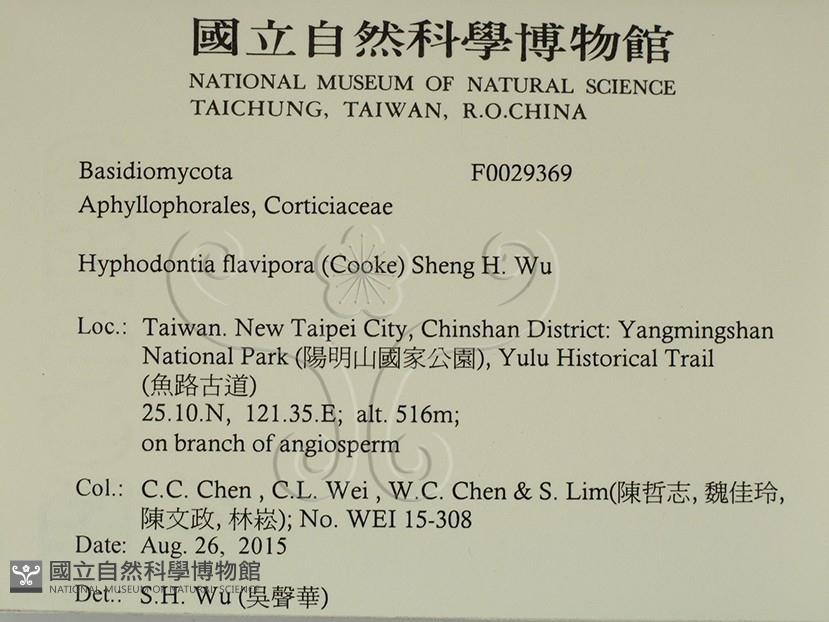 國立自然科學博物館
NATIONAL MUSEUM OF NATURAL SCIENCE
TAICHUNG, TAIWAN, R.O.CHINA
Basidiomycota F0029369
Aphyllophorales, Corticiaceae
Hyphodontia flavipora (Cooke) Sheng H. Wu
Loc.: Taiwan. New Taipei City, Chinshan District: Yangmingshan
National Park (陽明山國家公園), Yulu Historical Trail
(魚路古道)
25.10.N, 121.35.E; alt. 516m;
on branch of angiosperm
Col.: C.C. Chen , C.L. Wei , W.C. Chen & S. Lim(陳哲志, 魏佳玲,
陳文政, 林崧); No. WEI 15-308
Date: Aug. 26, 2015
國立自然科學博物館
NATIONAL MUSEUM OF NATURAL SCIENCE
Det.: S.H. Wu (吳聲華)